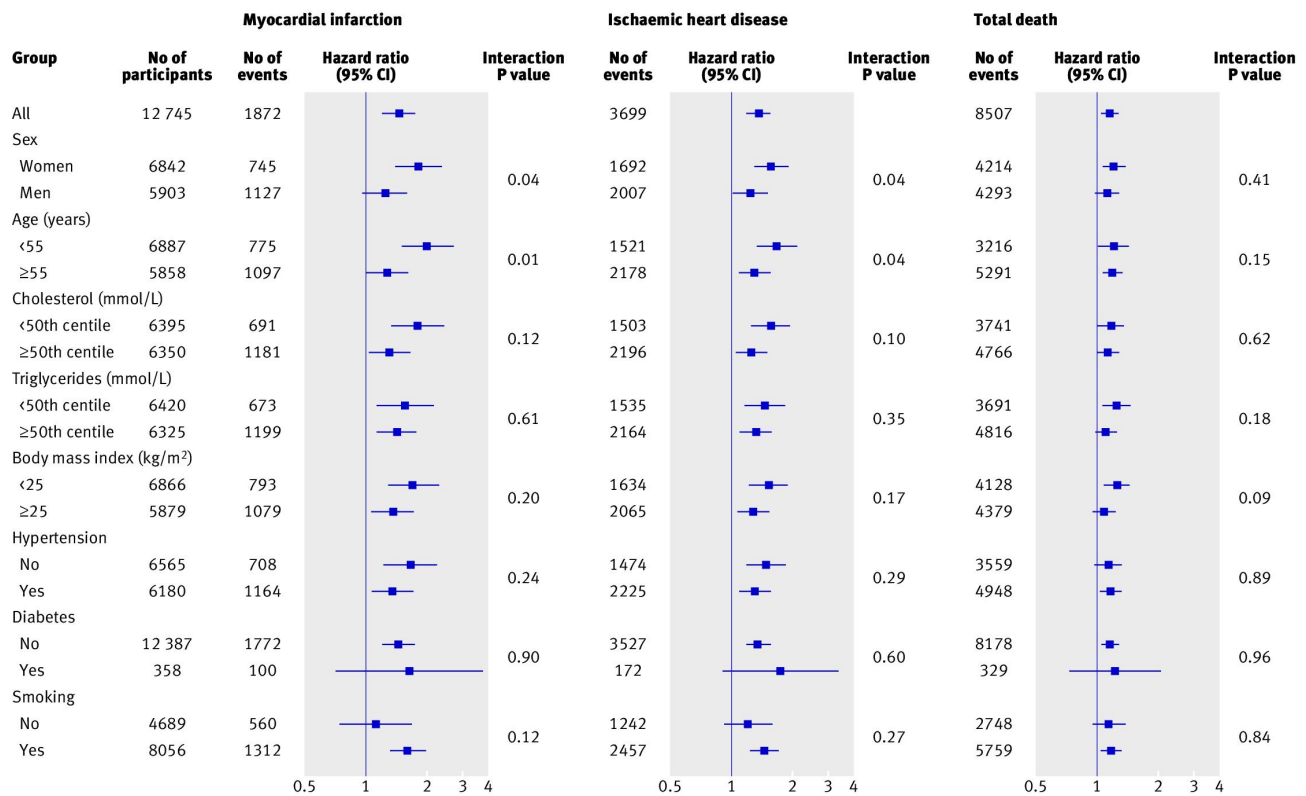 Myocardial infarction Ischaemic heart disease Total death
Group No of participants No of events Hazard ratio (95% CI) Interaction P value No of events Hazard ratio (95% CI) Interaction P value No of events Hazard ratio (95% CI) Interaction P value
All 12 745 1872 3699 8507
Sex
Women 6842 745 1692 4214
0.04 0.04 0.41
Men 5903 1127 2007 4293
Age (years)
<55 6887 775 1521 3216
0.01 0.04 0.15
≥55 5858 1097 2178 5291
Cholesterol (mmol/L)
<50th centile 6395 691 1503 3741
0.12 0.10 0.62
≥50th centile 6350 1181 2196 4766
Triglycerides (mmol/L)
<50th centile 6420 673 1535 3691
0.61 0.35 0.18
≥50th centile 6325 1199 2164 4816
Body mass index (kg/m²)
<25 6866 793 1634 4128
0.20 0.17 0.09
≥25 5879 1079 2065 4379
Hypertension
No 6565 708 1474 3559
0.24 0.29 0.89
Yes 6180 1164 2225 4948
Diabetes
No 12 387 1772 3527 8178
0.90 0.60 0.96
Yes 358 100 172 329
Smoking
No 4689 560 1242 2748
0.12 0.27 0.84
Yes 8056 1312 2457 5759
0.5 1 2 3 4 0.5 1 2 3 4 0.5 1 2 3 4